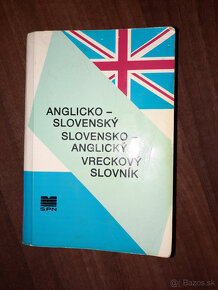 ANGLICKO –
SLOVENSKÝ
SLOVENSKO –
ANGLICKÝ
VRECKOVÝ
SLOVNÍK
SPN
Bazos.sk